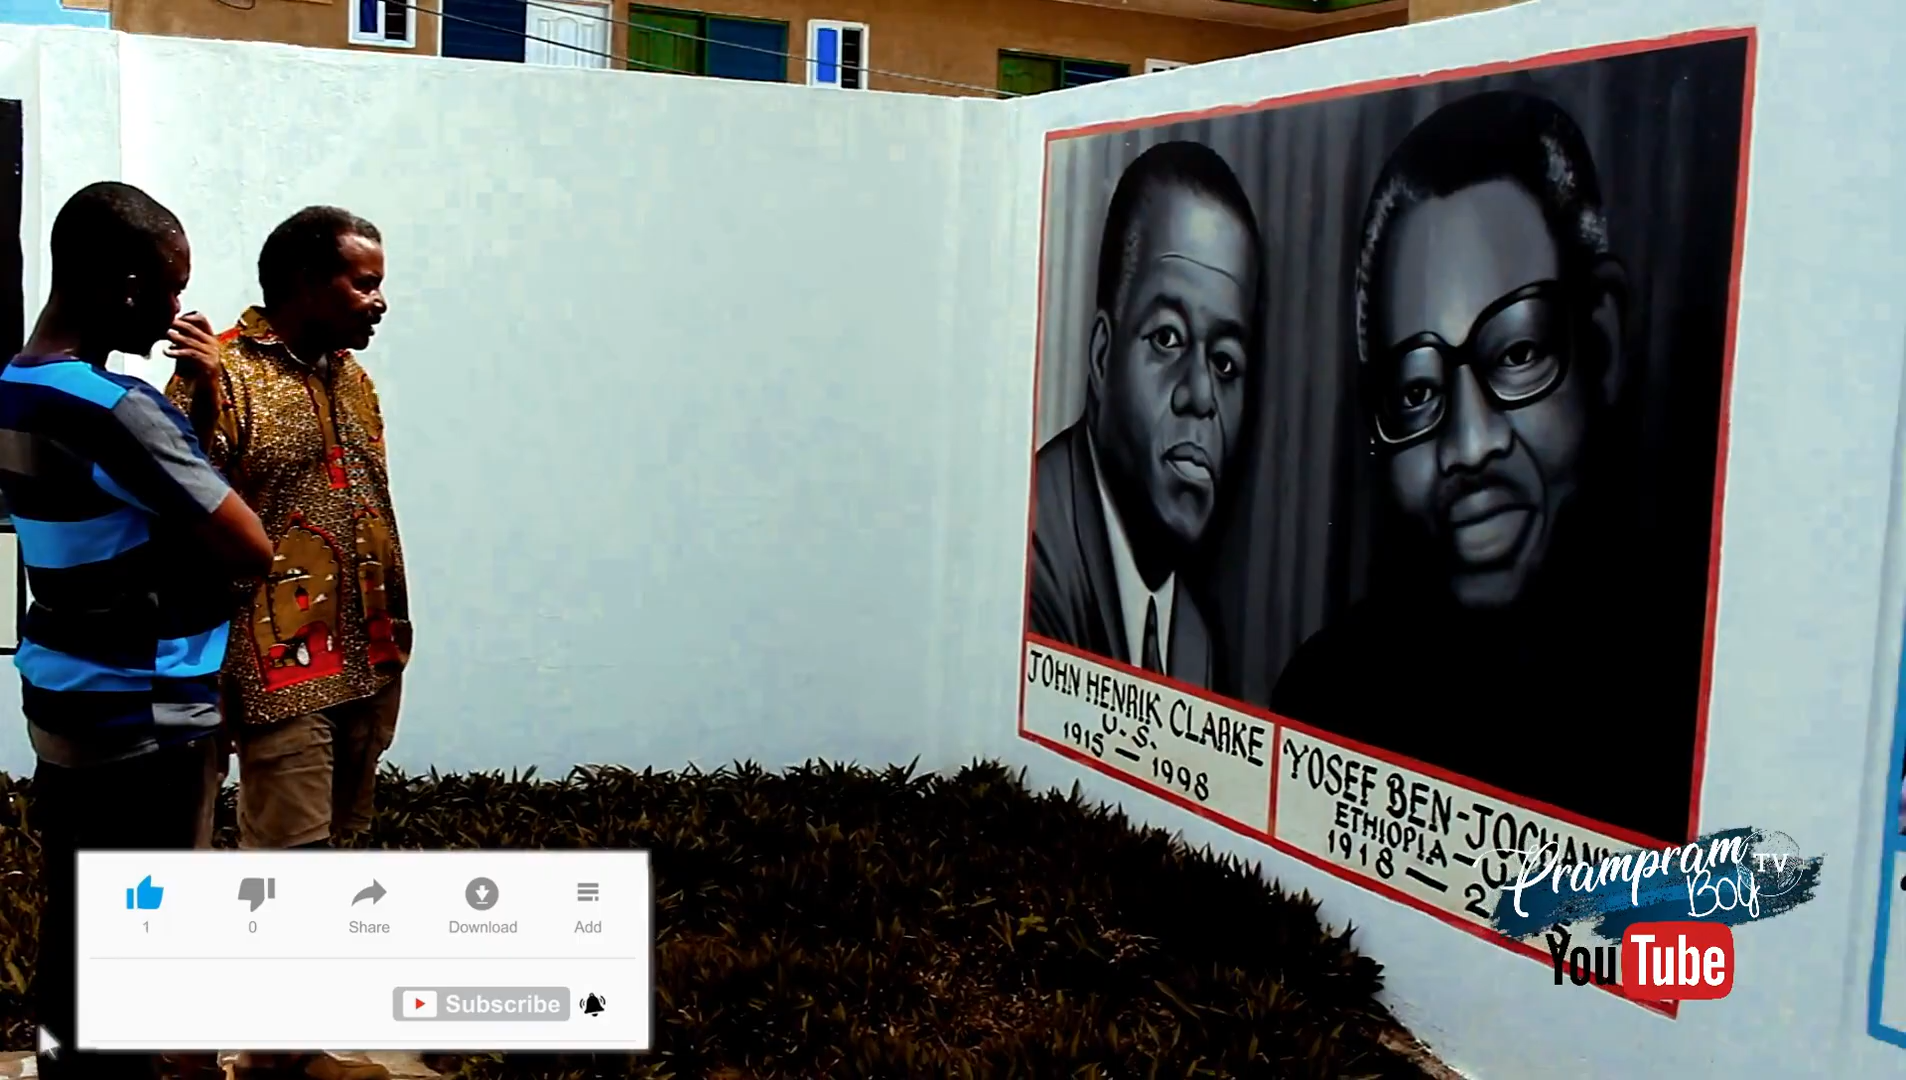 JOHN HENRIK CLARKE
U.S.
1915 — 1998
YOSEF BEN-JOCHANN
ETHIOPIA – U
1918 — 2
Prampram
Boy TV
YouTube
1
0
Share
Download
Add
Subscribe